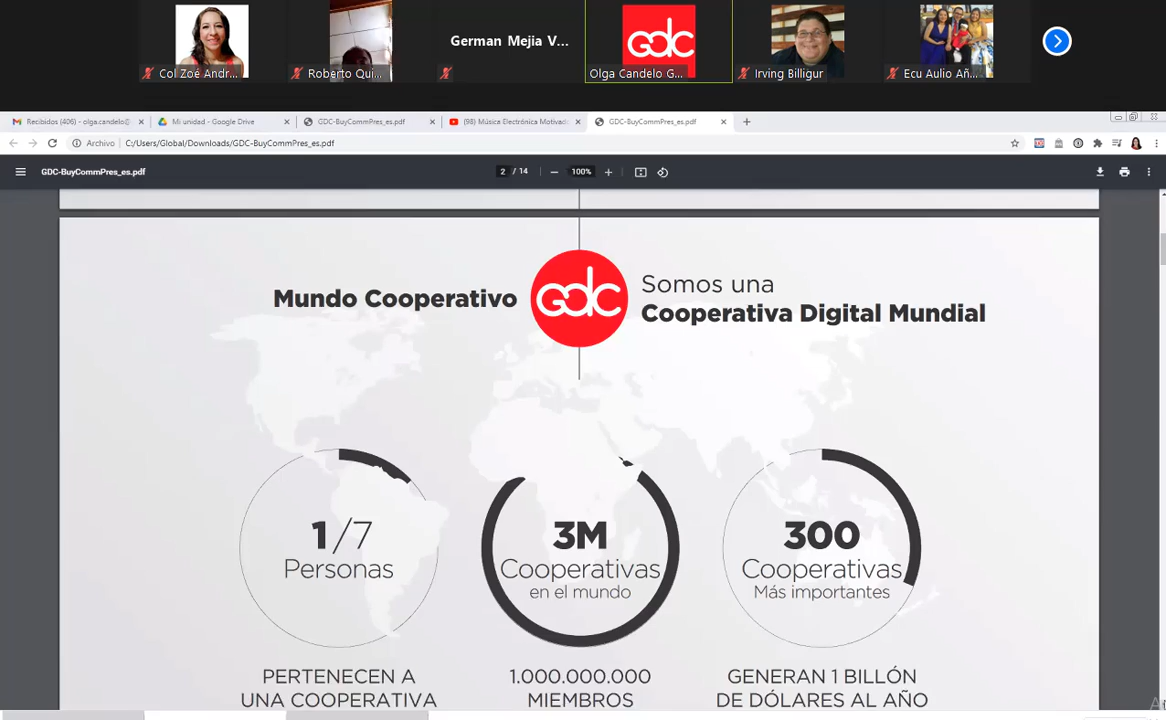 German Mejia V...
Col Zoé Andr...
Roberto Qui...
gdc
Olga Candelo G...
Irving Billigur
Ecu Aulio Añ...
Recibidos (406) - olga.candelo@
Mi unidad - Google Drive
GDC-BuyCommPres_es.pdf
(98) Música Electrónica Motivad
GDC-BuyCommPres_es.pdf
Archivo
C:/Users/Global/Downloads/GDC-BuyCommPres_es.pdf
GDC-BuyCommPres_es.pdf
2 / 14
100%
Mundo Cooperativo
gdc
Somos una
Cooperativa Digital Mundial
1/7
Personas
PERTENECEN A
UNA COOPERATIVA
3M
Cooperativas
en el mundo
1.000.000.000
MIEMBROS
300
Cooperativas
Más importantes
GENERAN 1 BILLÓN
DE DÓLARES AL AÑO